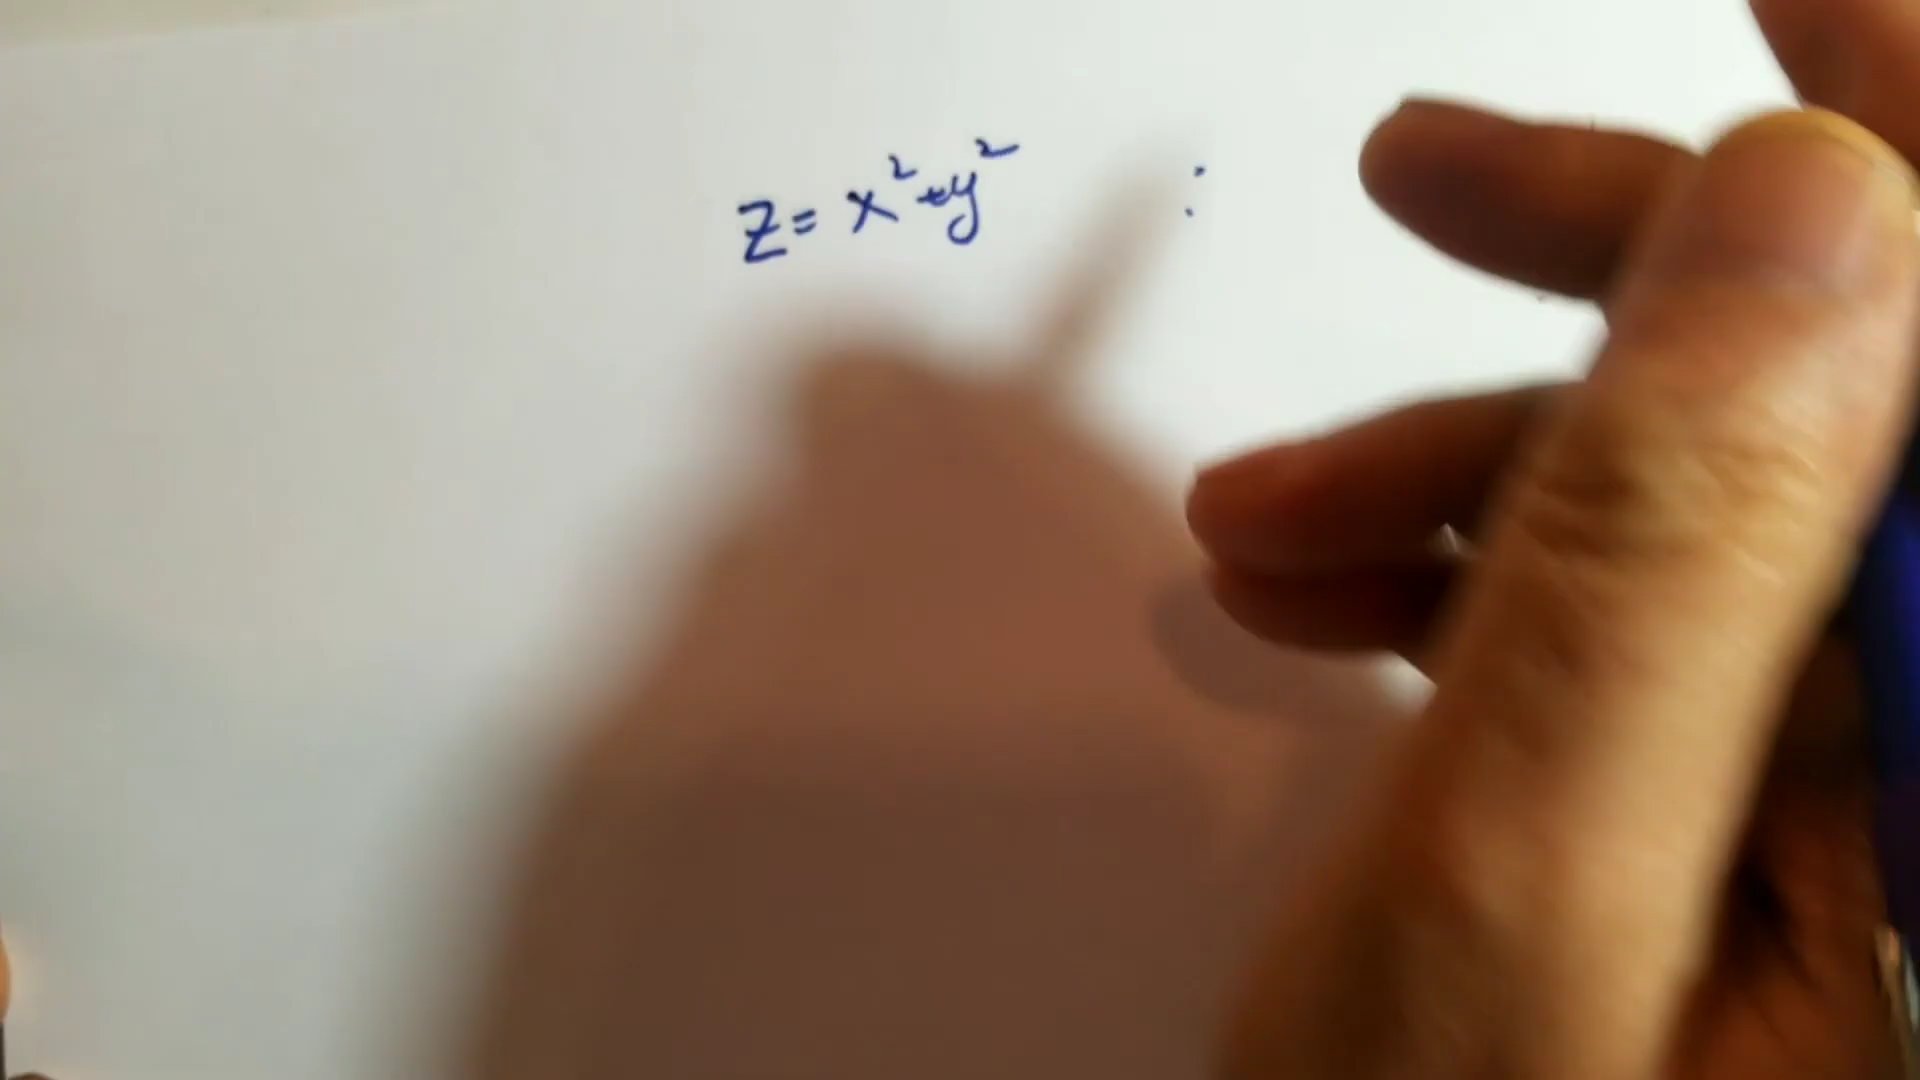 z = x² + y² :